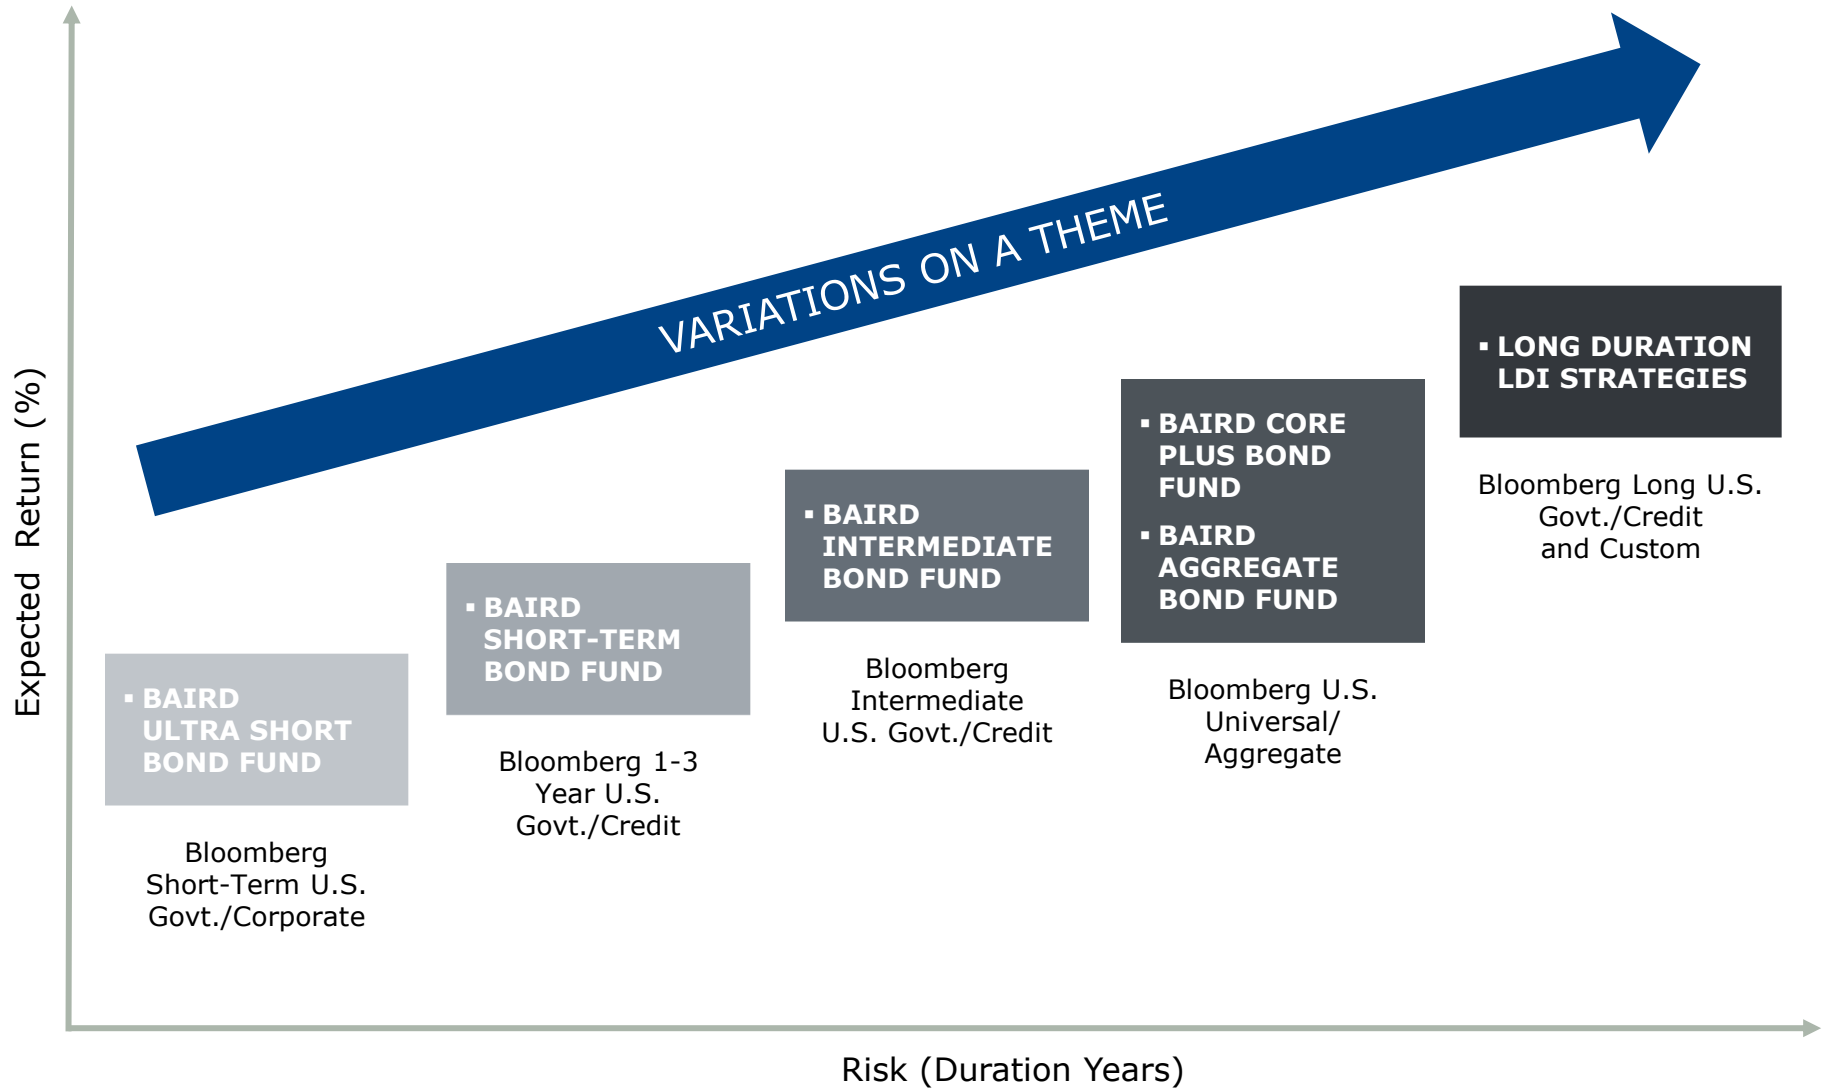 Expected Return (%)
VARIATIONS ON A THEME
▪ BAIRD
ULTRA SHORT
BOND FUND
Bloomberg
Short-Term U.S.
Govt./Corporate
▪ BAIRD
SHORT-TERM
BOND FUND
Bloomberg 1-3
Year U.S.
Govt./Credit
▪ BAIRD
INTERMEDIATE
BOND FUND
Bloomberg
Intermediate
U.S. Govt./Credit
▪ BAIRD CORE
PLUS BOND
FUND
▪ BAIRD
AGGREGATE
BOND FUND
Bloomberg U.S.
Universal/
Aggregate
▪ LONG DURATION
LDI STRATEGIES
Bloomberg Long U.S.
Govt./Credit
and Custom
Risk (Duration Years)